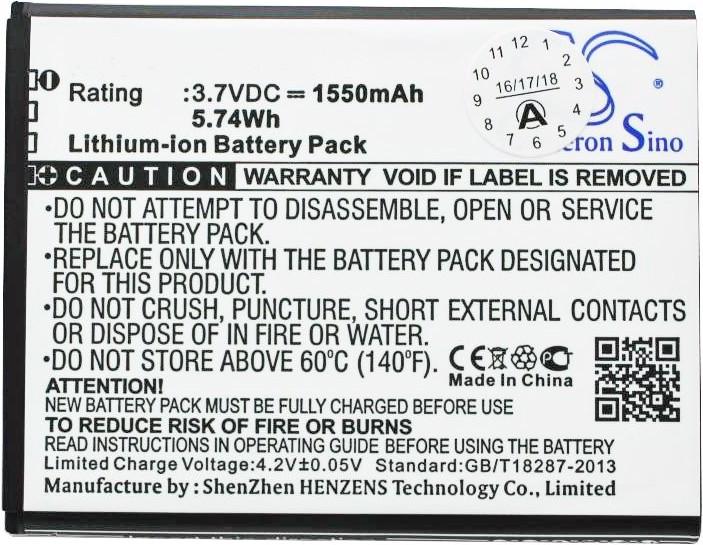 Rating :3.7VDC = 1550mAh
5.74Wh
Lithium-ion Battery Pack
12 1 2 3 4 5 6 7 8 9 10 11
16/17/18
A
Sino
CAUTION WARRANTY VOID IF LABEL IS REMOVED
•DO NOT ATTEMPT TO DISASSEMBLE, OPEN OR SERVICE
THE BATTERY PACK.
•REPLACE ONLY WITH THE BATTERY PACK DESIGNATED
FOR THIS PRODUCT.
•DO NOT CRUSH, PUNCTURE, SHORT EXTERNAL CONTACTS
OR DISPOSE OF IN FIRE OR WATER.
•DO NOT STORE ABOVE 60°C (140°F).
CE
Made in China
ATTENTION!
NEW BATTERY PACK MUST BE FULLY CHARGED BEFORE USE
TO REDUCE RISK OF FIRE OR BURNS
READ INSTRUCTIONS IN OPERATING GUIDE BEFORE USING THE BATTERY
Limited Charge Voltage:4.2V±0.05V Standard:GB/T18287-2013
Manufacture by : ShenZhen HENZENS Technology Co., Limited